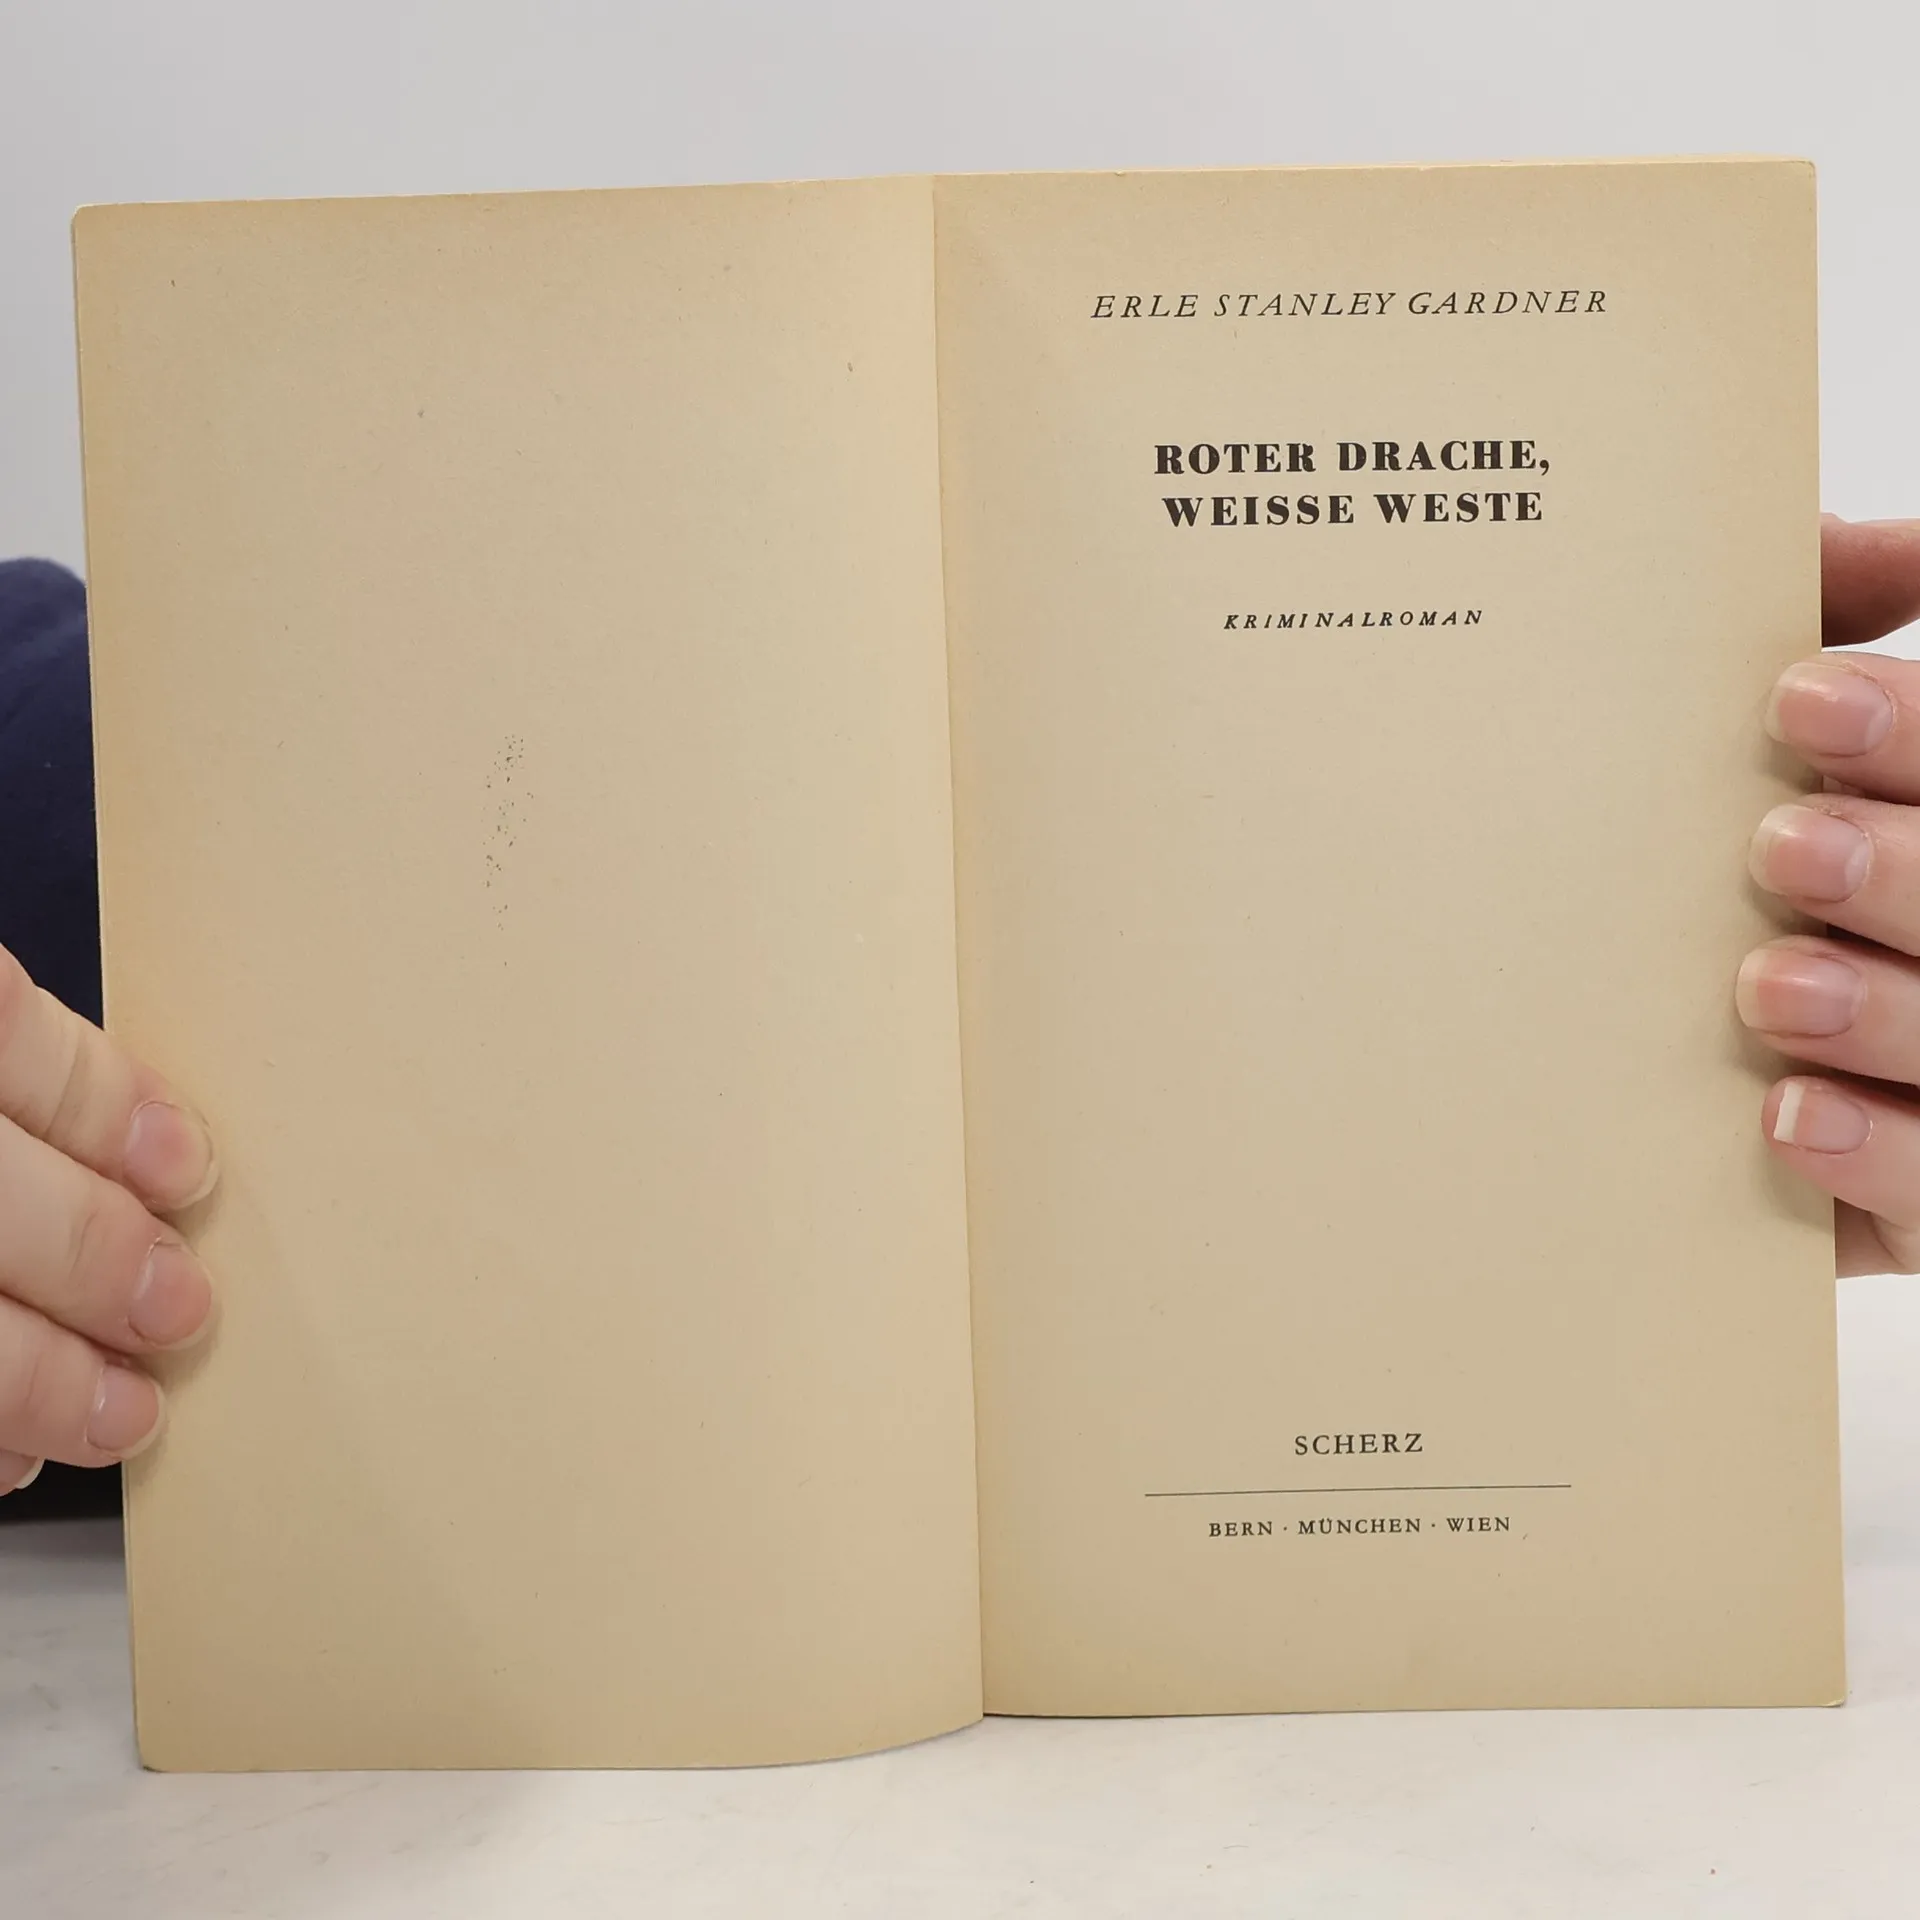 ERLE STANLEY GARDNER
ROTER DRACHE,
WEISSE WESTE
KRIMINALROMAN
SCHERZ
BERN · MÜNCHEN · WIEN